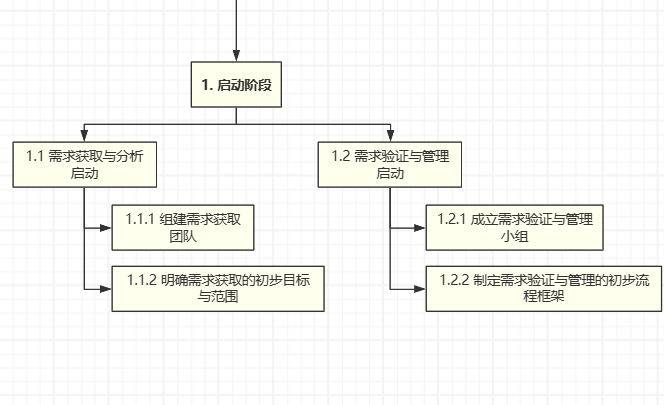 1. 启动阶段
1.1 需求获取与分析
启动
1.2 需求验证与管理
启动
1.1.1 组建需求获取
团队
1.2.1 成立需求验证与管理
小组
1.1.2 明确需求获取的初步目标
与范围
1.2.2 制定需求验证与管理的初步流
程框架